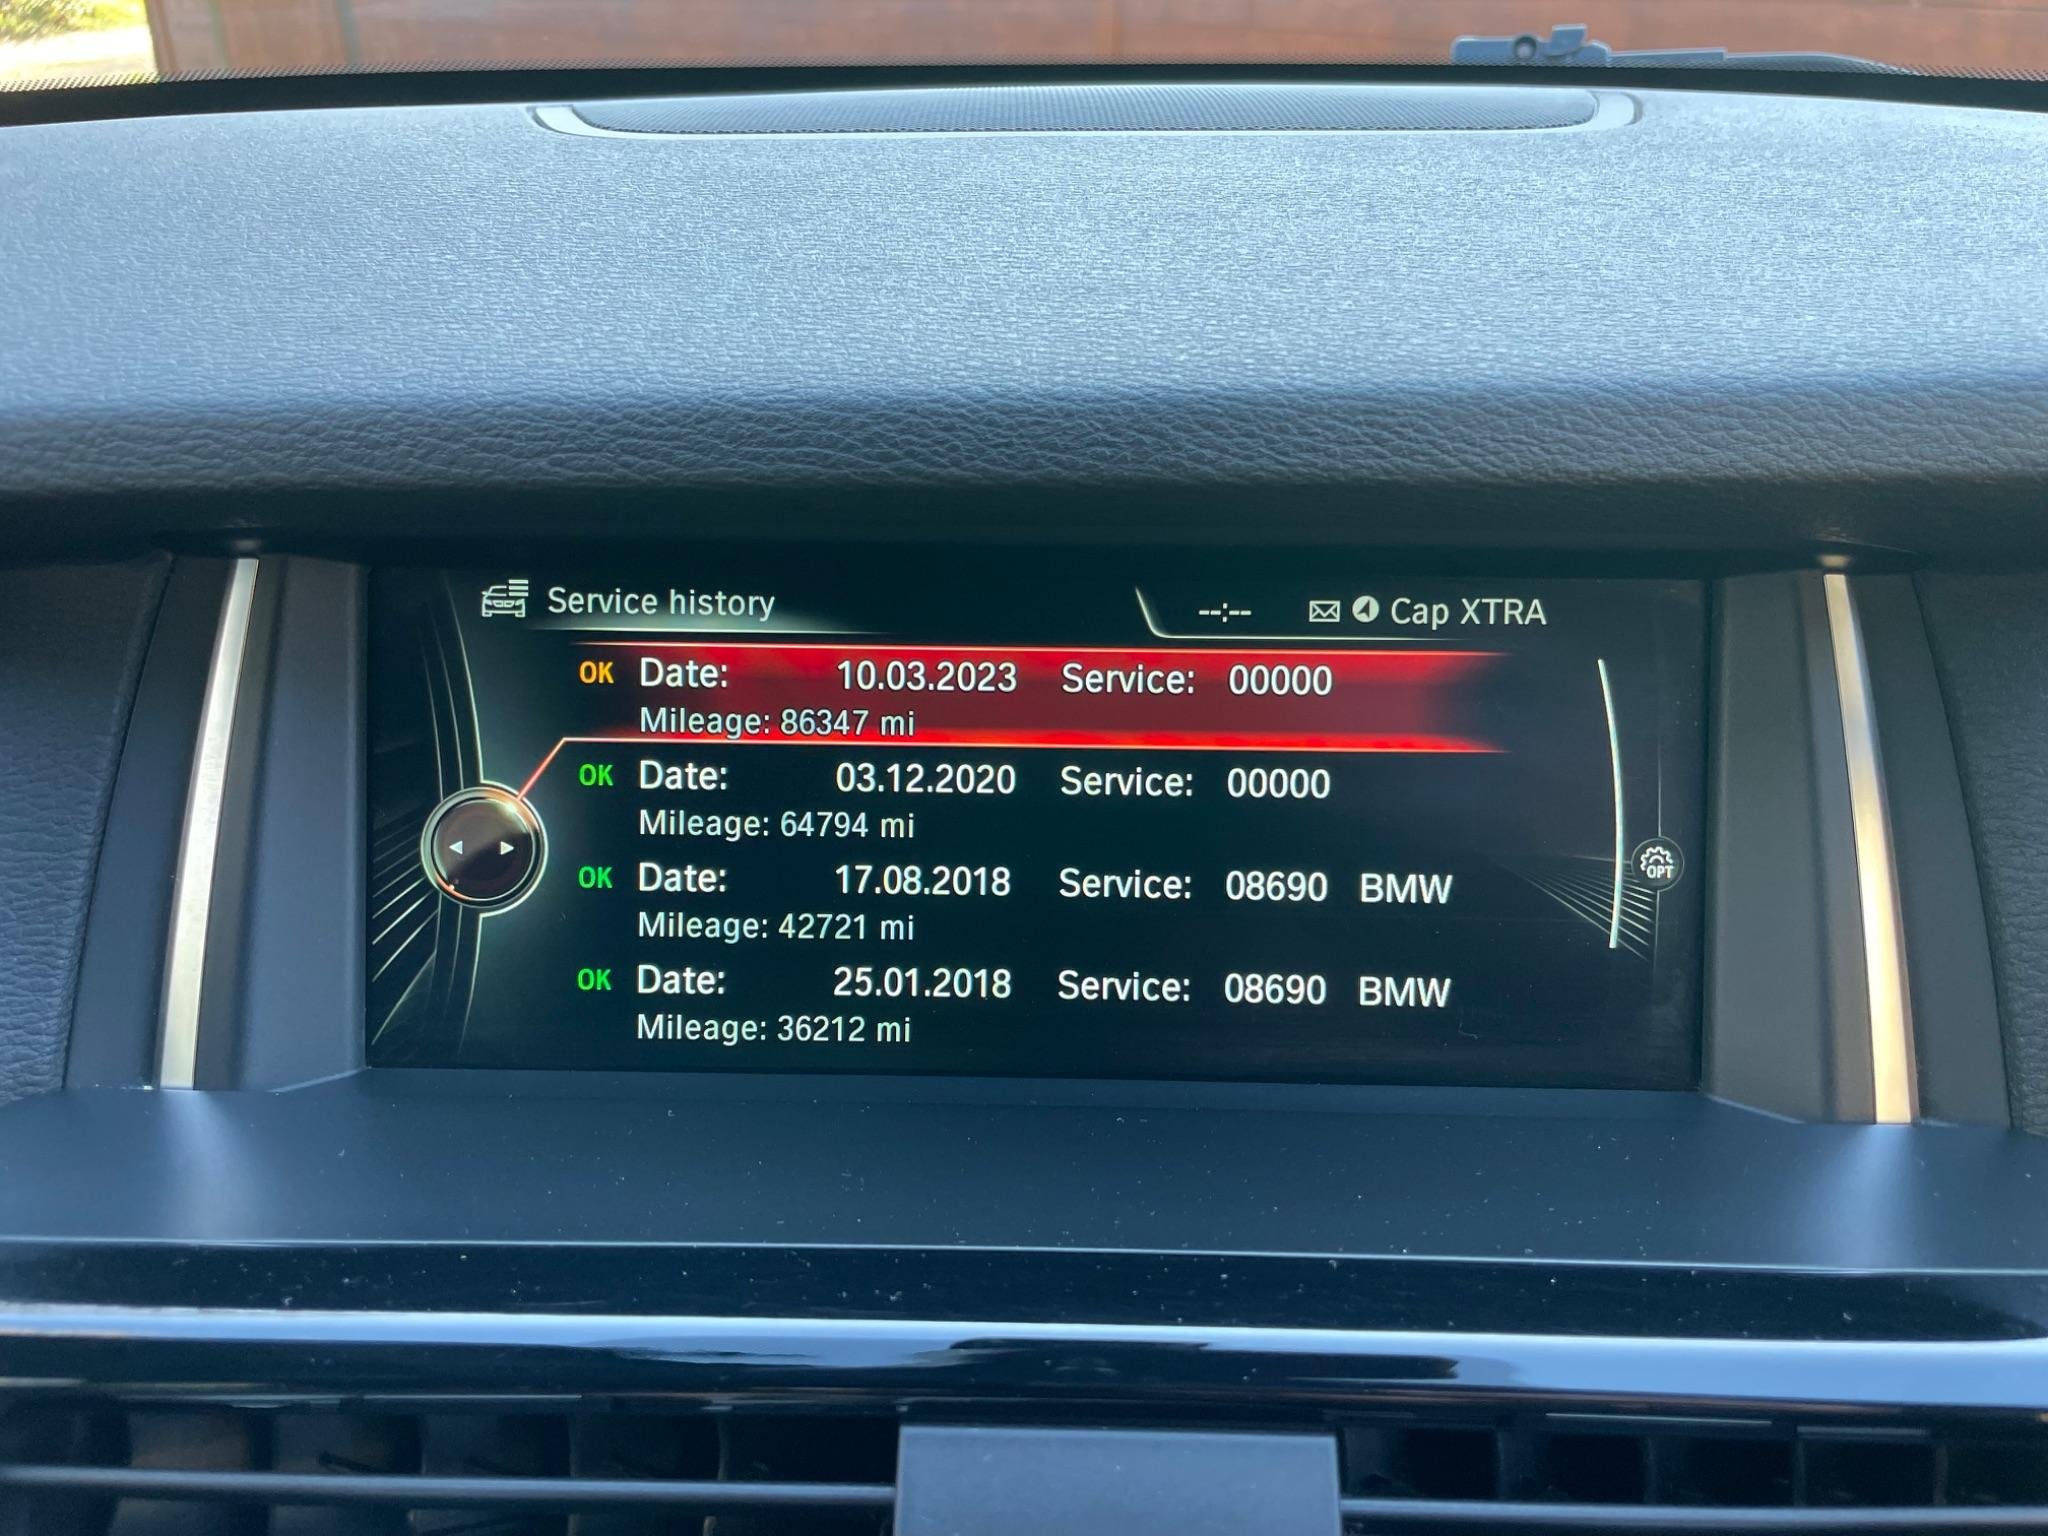 Service history --:-- Cap XTRA
OK Date: 10.03.2023 Service: 00000
Mileage: 86347 mi
OK Date: 03.12.2020 Service: 00000
Mileage: 64794 mi
OK Date: 17.08.2018 Service: 08690 BMW
Mileage: 42721 mi
OPT
OK Date: 25.01.2018 Service: 08690 BMW
Mileage: 36212 mi